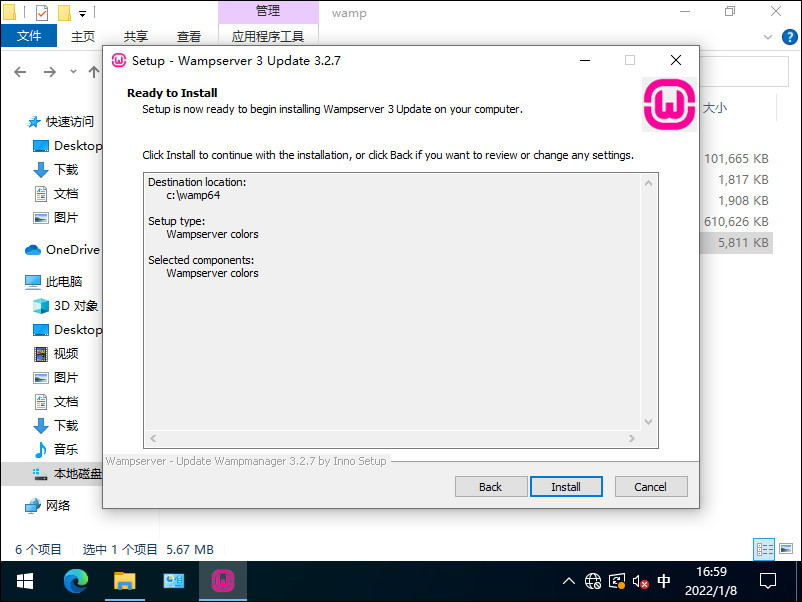 管理
wamp
文件
主页
共享
查看
应用程序工具
Setup - Wampserver 3 Update 3.2.7
Ready to Install
Setup is now ready to begin installing Wampserver 3 Update on your computer.
Click Install to continue with the installation, or click Back if you want to review or change any settings.
Destination location:
c:\wamp64
Setup type:
Wampserver colors
Selected components:
Wampserver colors
Wampserver - Update Wampmanager 3.2.7 by Inno Setup
Back
Install
Cancel
快速访问
Desktop
下载
文档
图片
OneDrive
此电脑
3D 对象
Desktop
视频
图片
文档
下载
音乐
本地磁盘
网络
大小
101,665 KB
1,817 KB
1,908 KB
610,626 KB
5,811 KB
6 个项目
选中 1 个项目 5.67 MB
中
16:59
2022/1/8